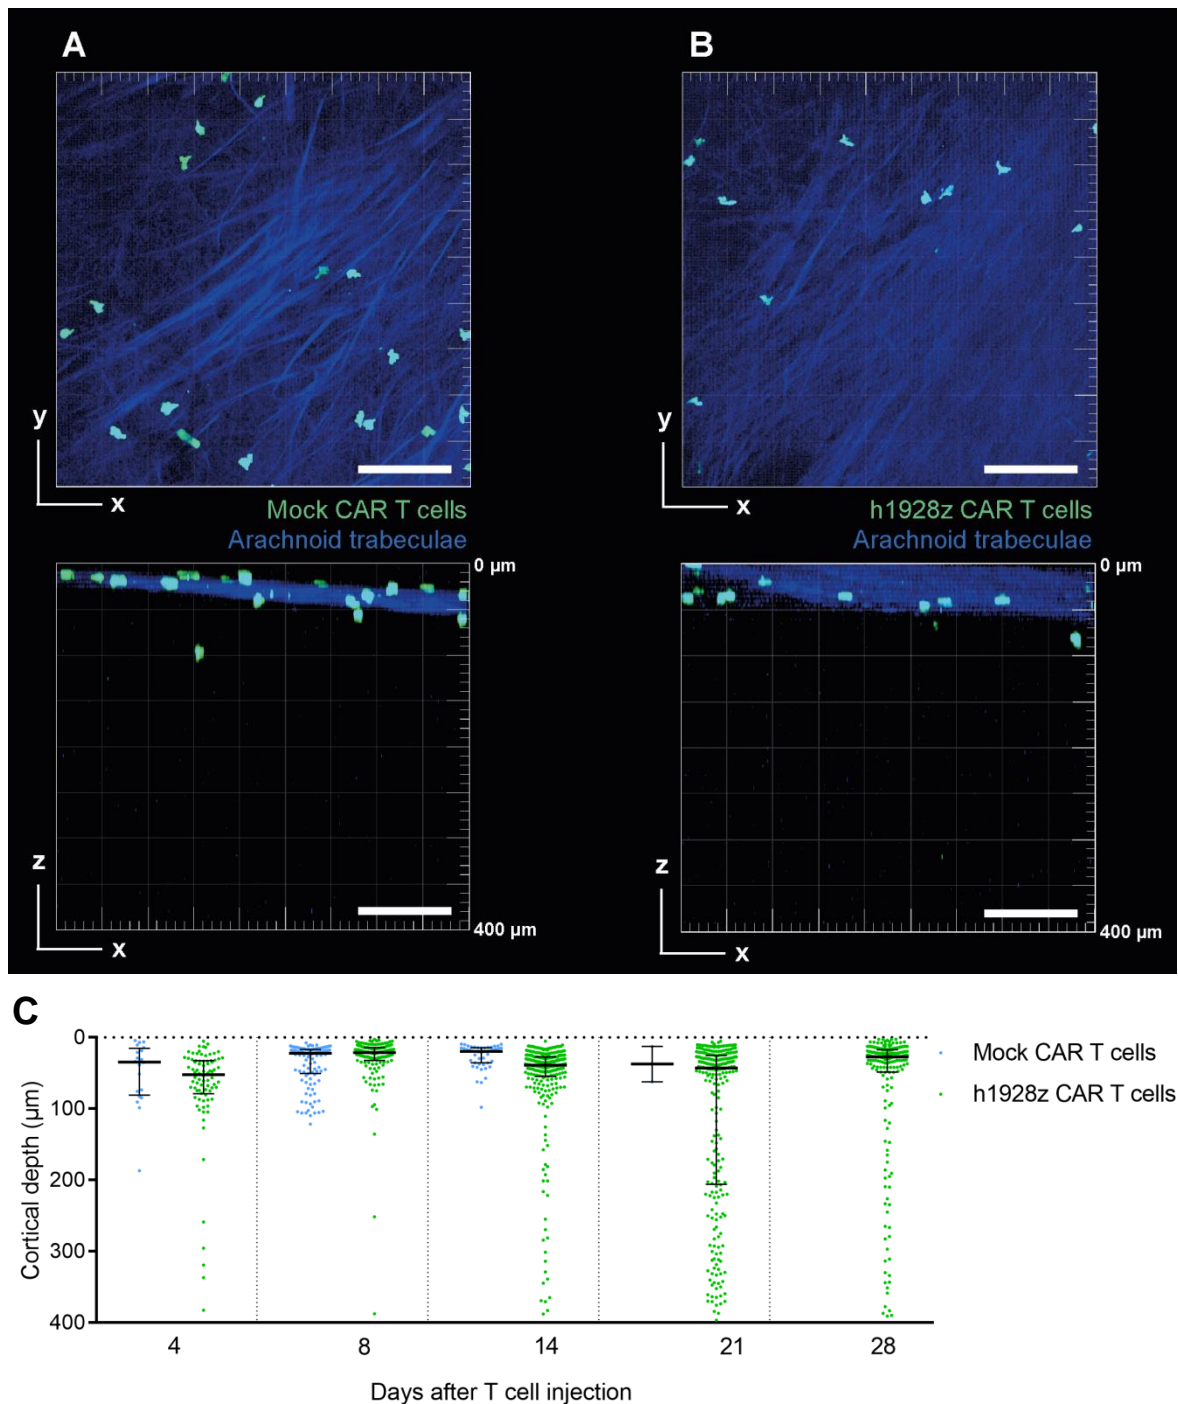 A
y
x
Mock CAR T cells
Arachnoid trabeculae
0 µm
z
x
400 µm
B
y
x
h1928z CAR T cells
Arachnoid trabeculae
0 µm
z
x
400 µm
C
Cortical depth (µm)
0
100
200
300
400
4
8
14
21
28
Days after T cell injection
Mock CAR T cells
h1928z CAR T cells